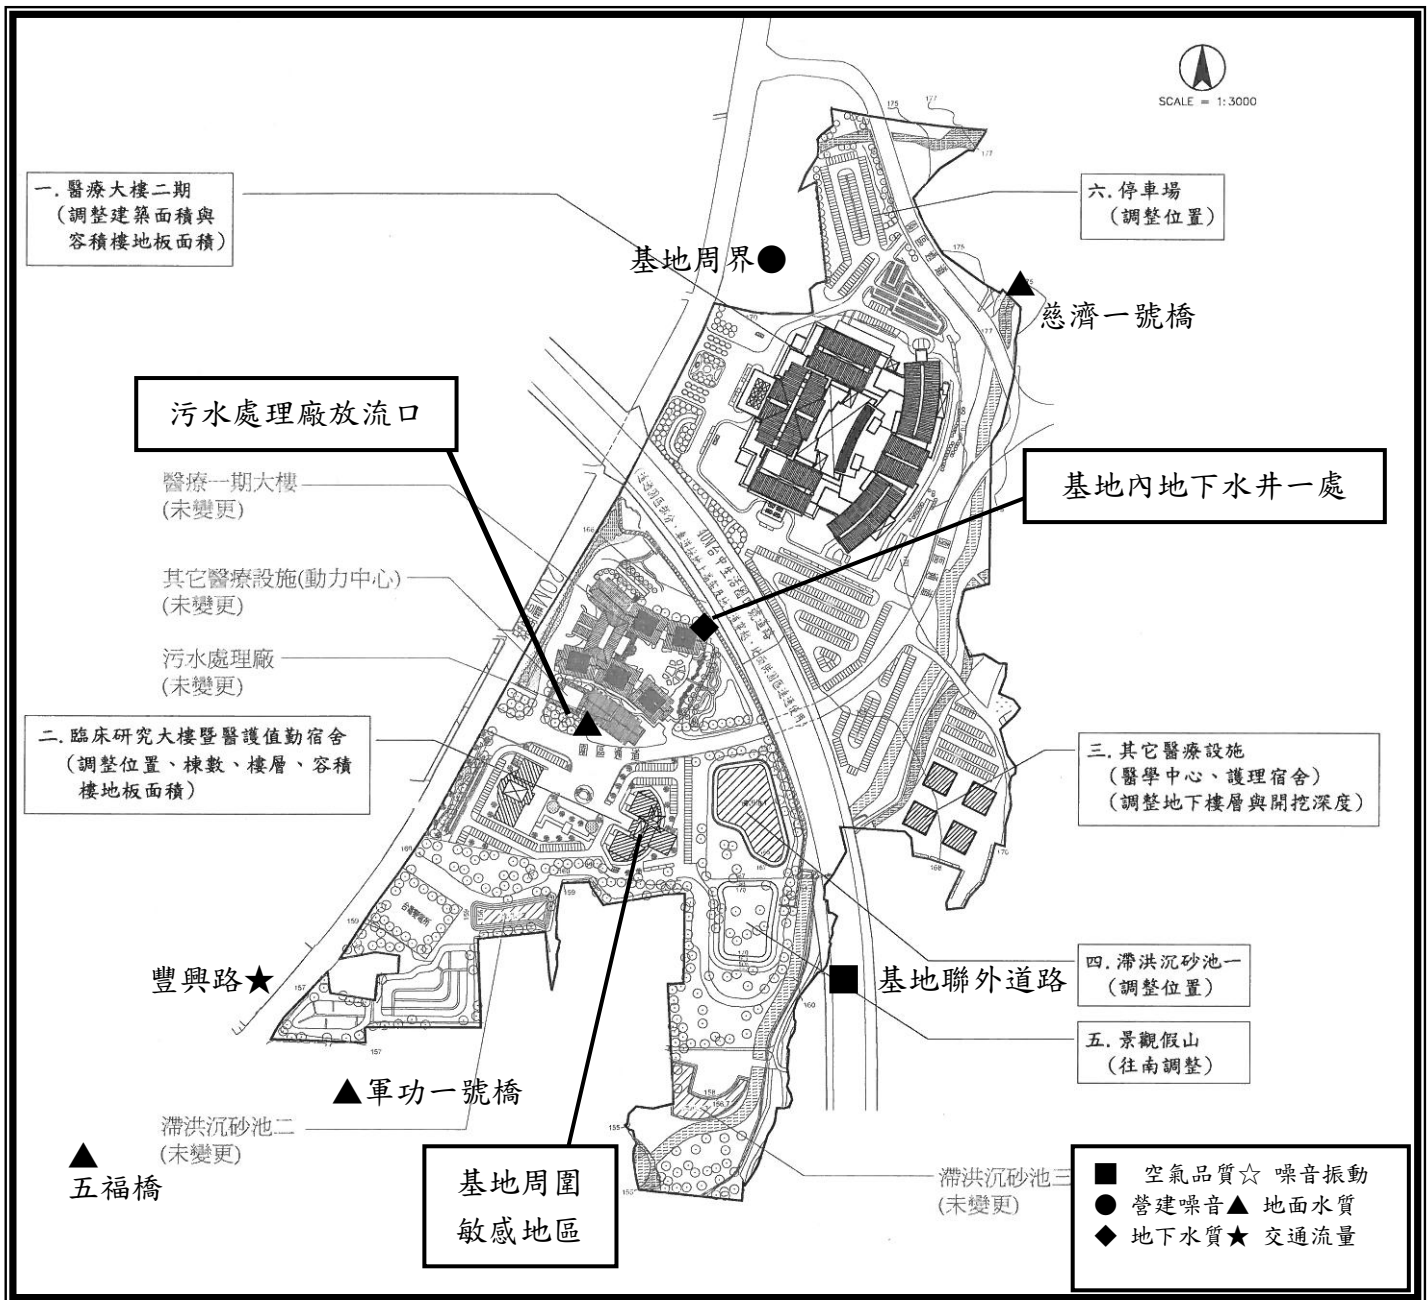 SCALE = 1:3000
一. 醫療大樓二期
(調整建築面積與
容積樓地板面積)
六. 停車場
(調整位置)
基地周界
慈濟一號橋
污水處理廠放流口
基地內地下水井一處
醫療一期大樓
(未變更)
其它醫療設施(動力中心)
(未變更)
污水處理廠
(未變更)
二. 臨床研究大樓暨醫護值勤宿舍
(調整位置、棟數、樓層、容積
樓地板面積)
三. 其它醫療設施
(醫學中心、護理宿舍)
(調整地下樓層與開挖深度)
20M
豐興路★
基地聯外道路
四. 滯洪沉砂池一
(調整位置)
五. 景觀假山
(往南調整)
▲軍功一號橋
滯洪沉砂池二
(未變更)
五福橋
基地周圍
敏感地區
滯洪沉砂池三
(未變更)
■ 空氣品質☆ 噪音振動
● 營建噪音▲ 地面水質
◆ 地下水質★ 交通流量